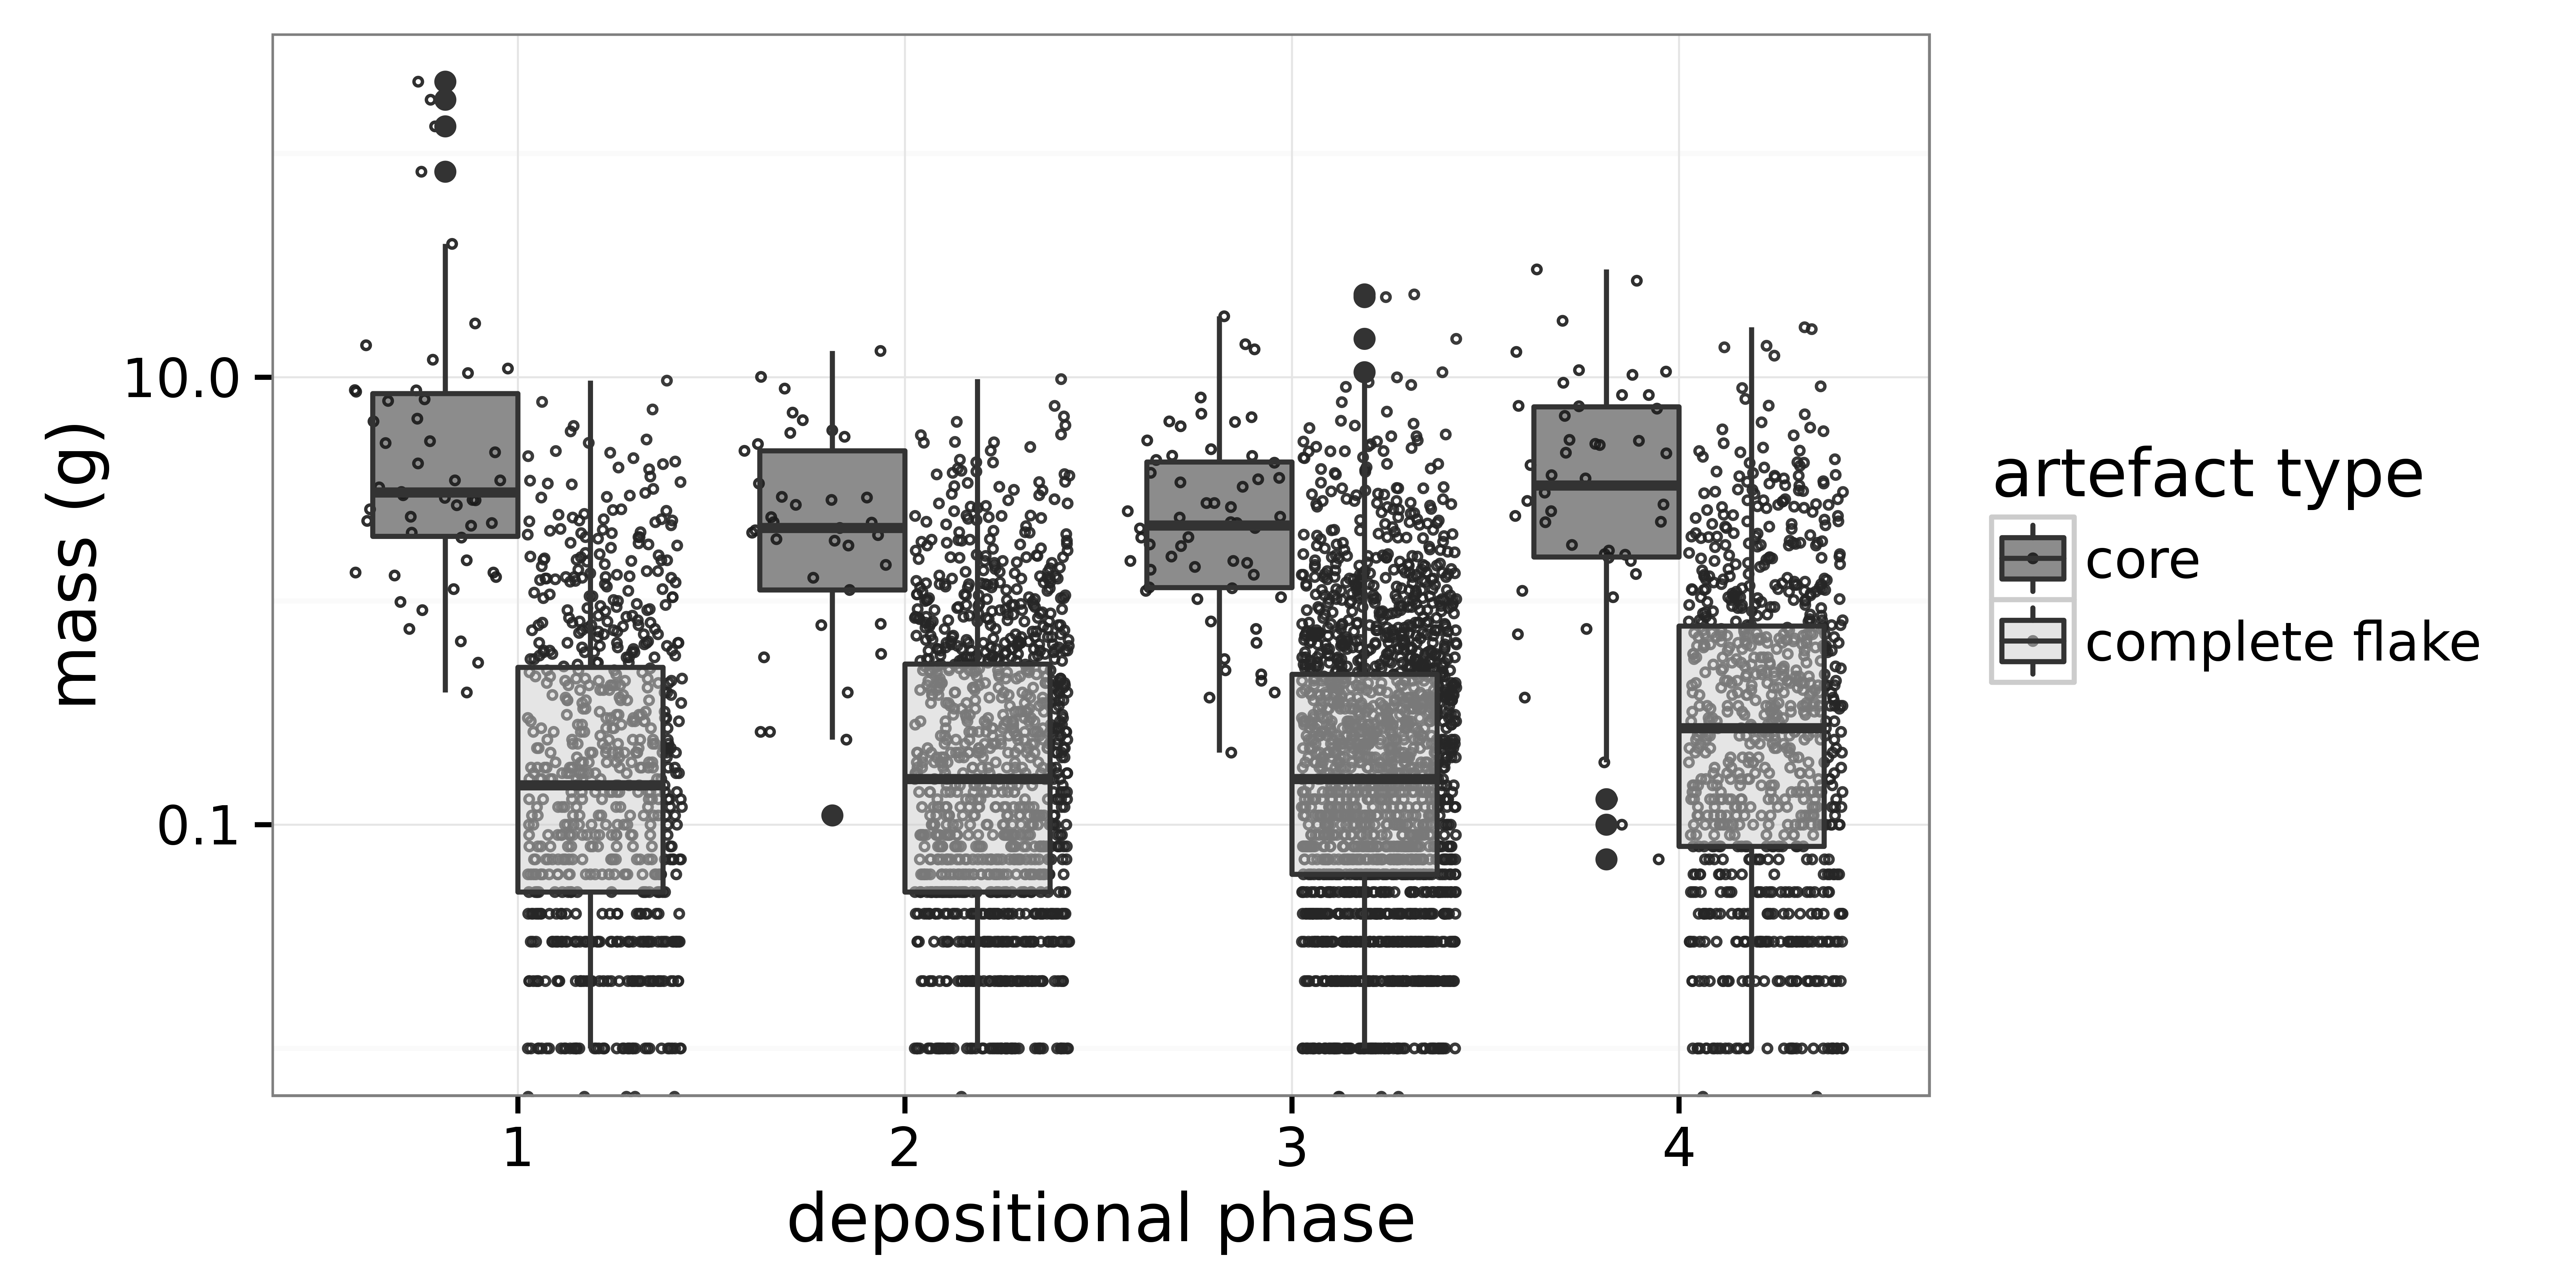 mass (g)
10.0
0.1
1 2 3 4
depositional phase
artefact type
core
complete flake